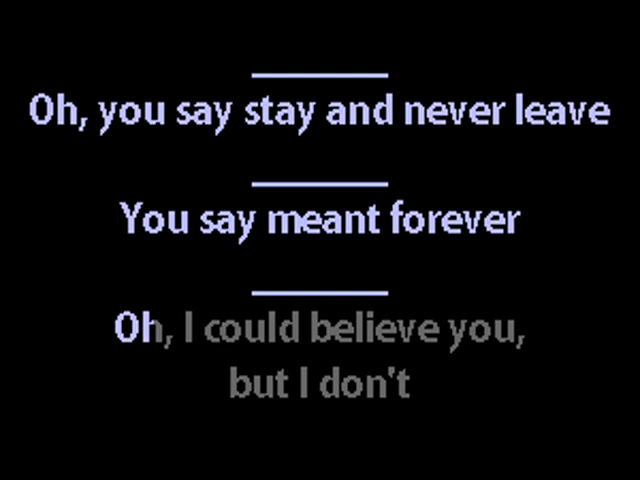 Oh, you say stay and never leave
You say meant forever
Oh, I could believe you,
but I don't